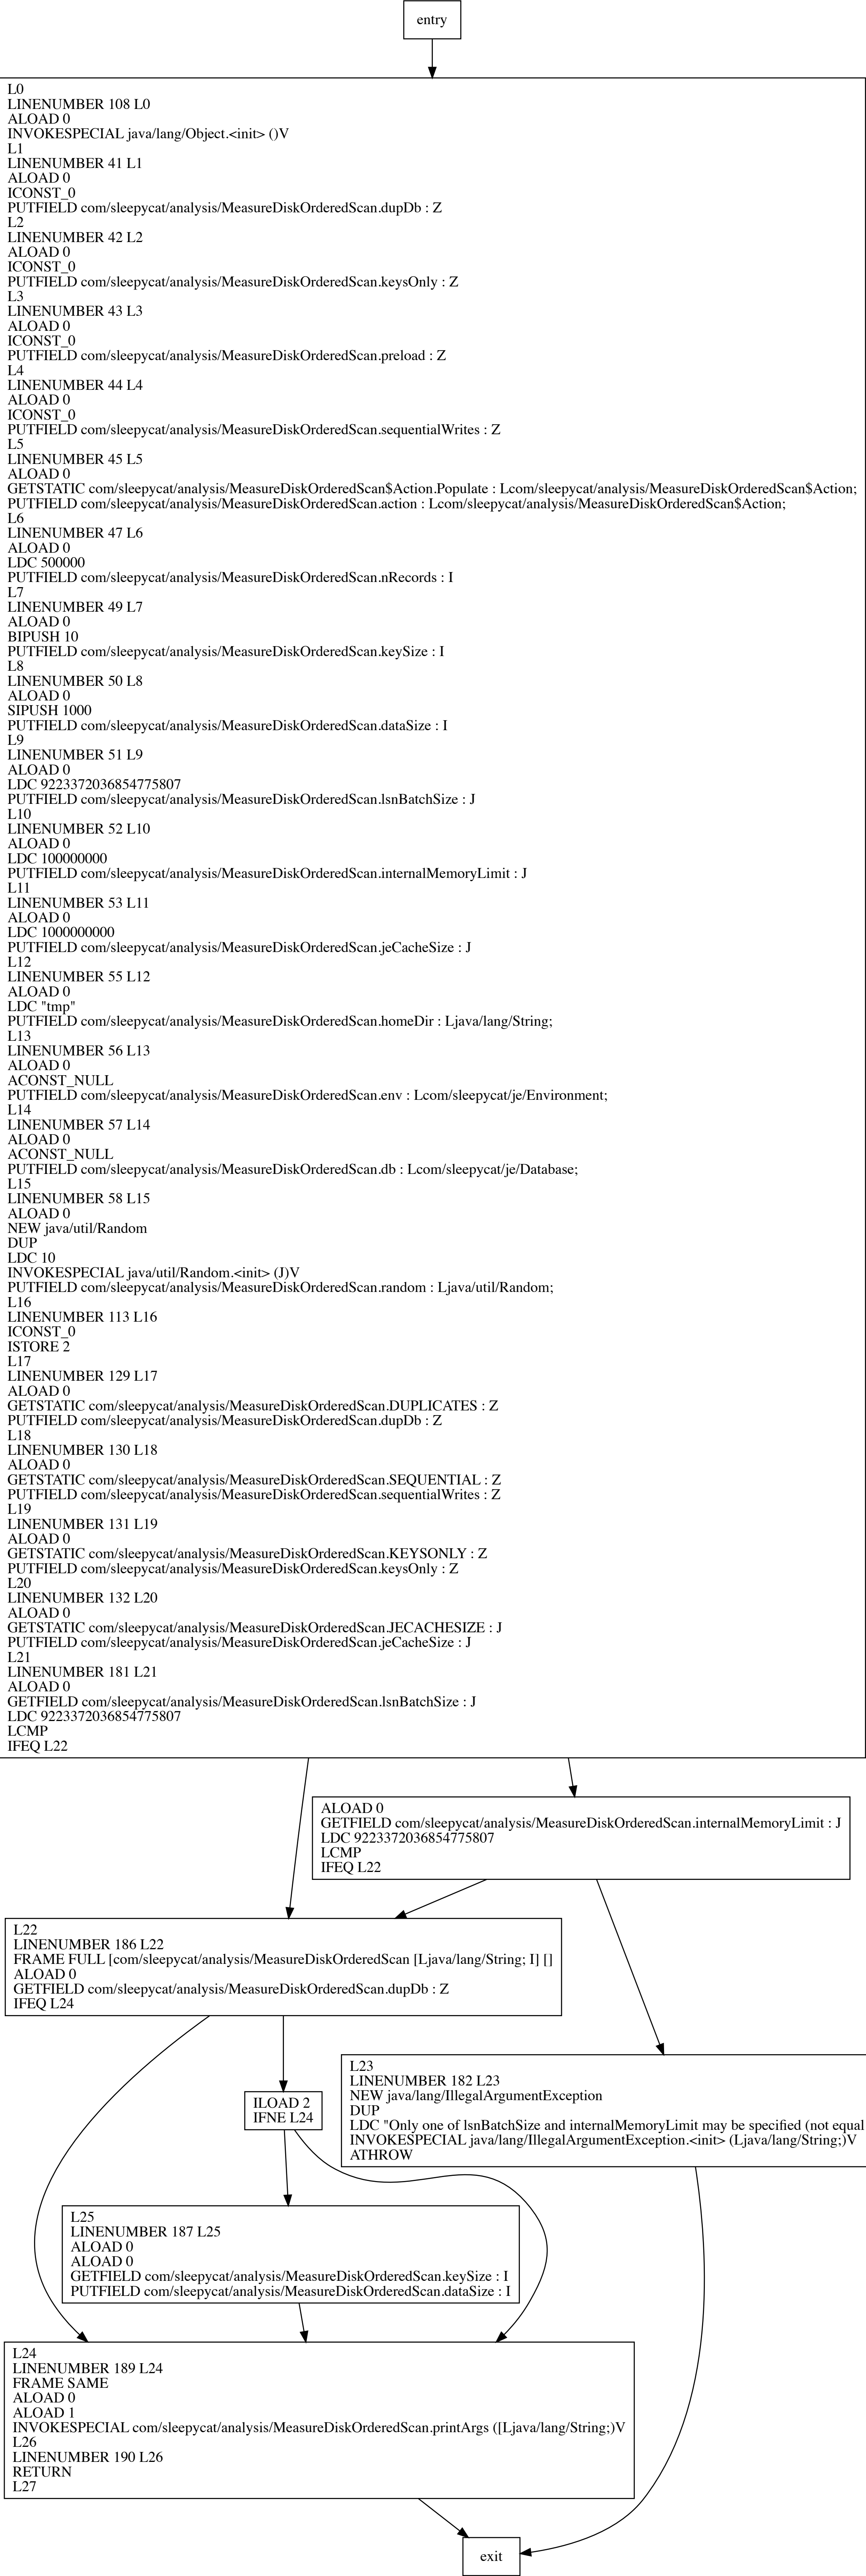 entry
L0
LINENUMBER 108 L0
ALOAD 0
INVOKESPECIAL java/lang/Object.<init> ()V
L1
LINENUMBER 41 L1
ALOAD 0
ICONST_0
PUTFIELD com/sleepycat/analysis/MeasureDiskOrderedScan.dupDb : Z
L2
LINENUMBER 42 L2
ALOAD 0
ICONST_0
PUTFIELD com/sleepycat/analysis/MeasureDiskOrderedScan.keysOnly : Z
L3
LINENUMBER 43 L3
ALOAD 0
ICONST_0
PUTFIELD com/sleepycat/analysis/MeasureDiskOrderedScan.preload : Z
L4
LINENUMBER 44 L4
ALOAD 0
ICONST_0
PUTFIELD com/sleepycat/analysis/MeasureDiskOrderedScan.sequentialWrites : Z
L5
LINENUMBER 45 L5
ALOAD 0
GETSTATIC com/sleepycat/analysis/MeasureDiskOrderedScan$Action.Populate : Lcom/sleepycat/analysis/MeasureDiskOrderedScan$Action;
PUTFIELD com/sleepycat/analysis/MeasureDiskOrderedScan.action : Lcom/sleepycat/analysis/MeasureDiskOrderedScan$Action;
L6
LINENUMBER 47 L6
ALOAD 0
LDC 500000
PUTFIELD com/sleepycat/analysis/MeasureDiskOrderedScan.nRecords : I
L7
LINENUMBER 49 L7
ALOAD 0
BIPUSH 10
PUTFIELD com/sleepycat/analysis/MeasureDiskOrderedScan.keySize : I
L8
LINENUMBER 50 L8
ALOAD 0
SIPUSH 1000
PUTFIELD com/sleepycat/analysis/MeasureDiskOrderedScan.dataSize : I
L9
LINENUMBER 51 L9
ALOAD 0
LDC 9223372036854775807
PUTFIELD com/sleepycat/analysis/MeasureDiskOrderedScan.lsnBatchSize : J
L10
LINENUMBER 52 L10
ALOAD 0
LDC 100000000
PUTFIELD com/sleepycat/analysis/MeasureDiskOrderedScan.internalMemoryLimit : J
L11
LINENUMBER 53 L11
ALOAD 0
LDC 1000000000
PUTFIELD com/sleepycat/analysis/MeasureDiskOrderedScan.jeCacheSize : J
L12
LINENUMBER 55 L12
ALOAD 0
LDC "tmp"
PUTFIELD com/sleepycat/analysis/MeasureDiskOrderedScan.homeDir : Ljava/lang/String;
L13
LINENUMBER 56 L13
ALOAD 0
ACONST_NULL
PUTFIELD com/sleepycat/analysis/MeasureDiskOrderedScan.env : Lcom/sleepycat/je/Environment;
L14
LINENUMBER 57 L14
ALOAD 0
ACONST_NULL
PUTFIELD com/sleepycat/analysis/MeasureDiskOrderedScan.db : Lcom/sleepycat/je/Database;
L15
LINENUMBER 58 L15
ALOAD 0
NEW java/util/Random
DUP
LDC 10
INVOKESPECIAL java/util/Random.<init> (J)V
PUTFIELD com/sleepycat/analysis/MeasureDiskOrderedScan.random : Ljava/util/Random;
L16
LINENUMBER 113 L16
ICONST_0
ISTORE 2
L17
LINENUMBER 129 L17
ALOAD 0
GETSTATIC com/sleepycat/analysis/MeasureDiskOrderedScan.DUPLICATES : Z
PUTFIELD com/sleepycat/analysis/MeasureDiskOrderedScan.dupDb : Z
L18
LINENUMBER 130 L18
ALOAD 0
GETSTATIC com/sleepycat/analysis/MeasureDiskOrderedScan.SEQUENTIAL : Z
PUTFIELD com/sleepycat/analysis/MeasureDiskOrderedScan.sequentialWrites : Z
L19
LINENUMBER 131 L19
ALOAD 0
GETSTATIC com/sleepycat/analysis/MeasureDiskOrderedScan.KEYSONLY : Z
PUTFIELD com/sleepycat/analysis/MeasureDiskOrderedScan.keysOnly : Z
L20
LINENUMBER 132 L20
ALOAD 0
GETSTATIC com/sleepycat/analysis/MeasureDiskOrderedScan.JECACHESIZE : J
PUTFIELD com/sleepycat/analysis/MeasureDiskOrderedScan.jeCacheSize : J
L21
LINENUMBER 181 L21
ALOAD 0
GETFIELD com/sleepycat/analysis/MeasureDiskOrderedScan.lsnBatchSize : J
LDC 9223372036854775807
LCMP
IFEQ L22
ALOAD 0
GETFIELD com/sleepycat/analysis/MeasureDiskOrderedScan.internalMemoryLimit : J
LDC 9223372036854775807
LCMP
IFEQ L22
L22
LINENUMBER 186 L22
FRAME FULL [com/sleepycat/analysis/MeasureDiskOrderedScan [Ljava/lang/String; I] []
ALOAD 0
GETFIELD com/sleepycat/analysis/MeasureDiskOrderedScan.dupDb : Z
IFEQ L24
L23
LINENUMBER 182 L23
NEW java/lang/IllegalArgumentException
DUP
LDC "Only one of lsnBatchSize and internalMemoryLimit may be specified (not equal
INVOKESPECIAL java/lang/IllegalArgumentException.<init> (Ljava/lang/String;)V
ATHROW
ILOAD 2
IFNE L24
L25
LINENUMBER 187 L25
ALOAD 0
ALOAD 0
GETFIELD com/sleepycat/analysis/MeasureDiskOrderedScan.keySize : I
PUTFIELD com/sleepycat/analysis/MeasureDiskOrderedScan.dataSize : I
L24
LINENUMBER 189 L24
FRAME SAME
ALOAD 0
ALOAD 1
INVOKESPECIAL com/sleepycat/analysis/MeasureDiskOrderedScan.printArgs ([Ljava/lang/String;)V
L26
LINENUMBER 190 L26
RETURN
L27
exit